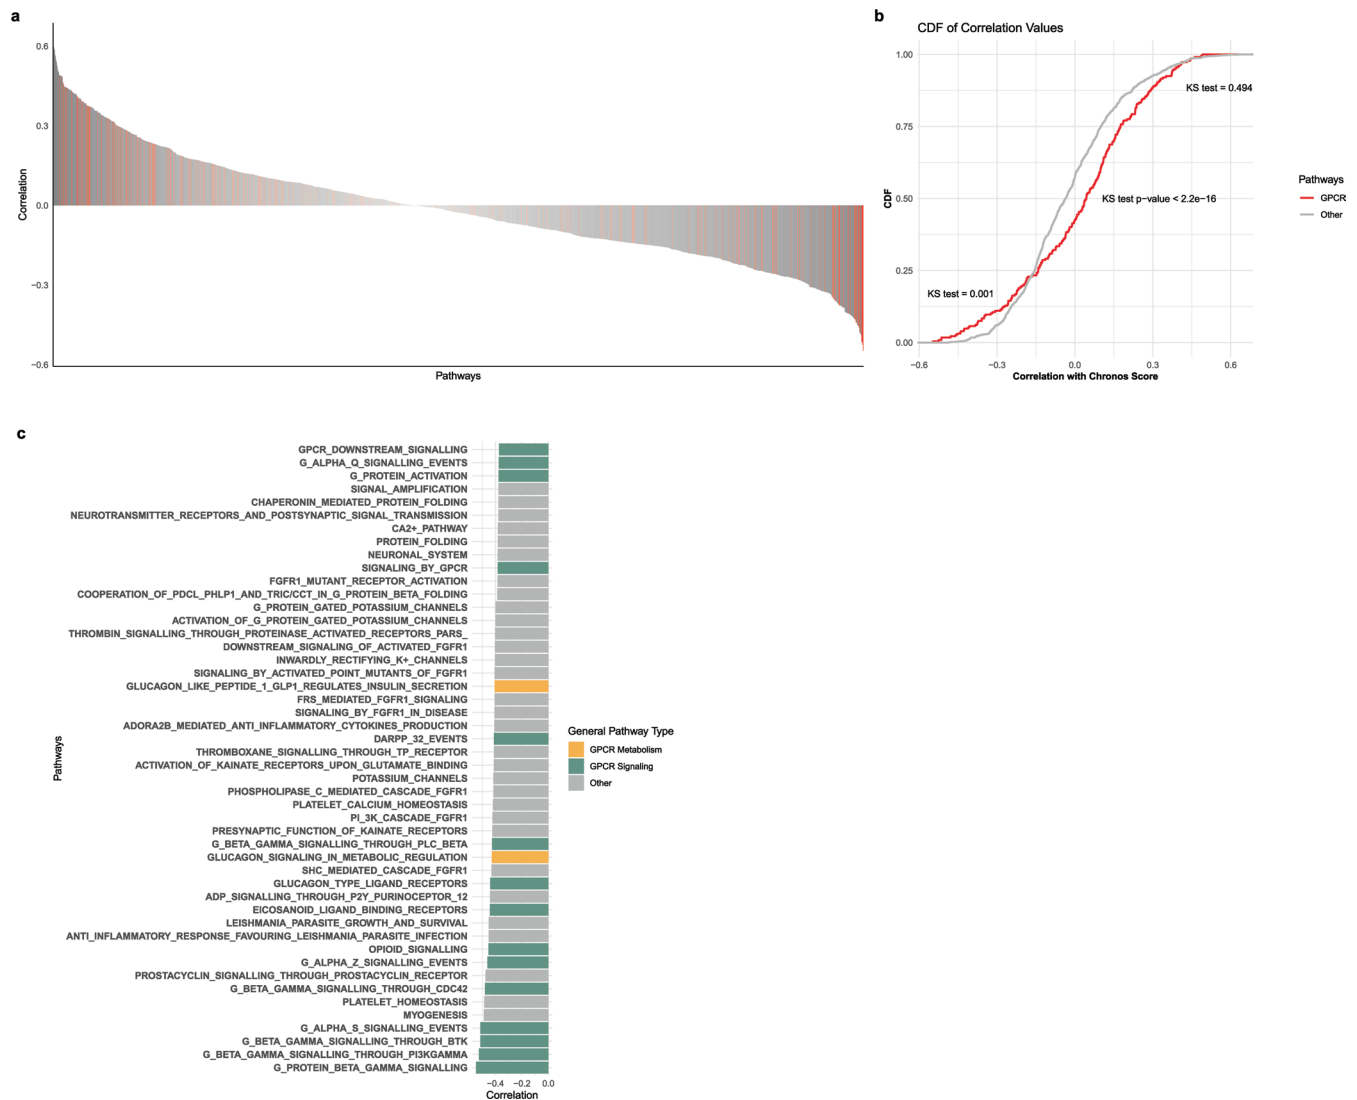 a
0.6
0.3
0.0
−0.3
−0.6
Correlation
Pathways
b
CDF of Correlation Values
1.00
0.75
0.50
0.25
0.00
CDF
KS test = 0.494
KS test p−value < 2.2e−16
KS test = 0.001
−0.6
−0.3
0.0
0.3
0.6
Correlation with Chronos Score
Pathways
GPCR
Other
c
GPCR_DOWNSTREAM_SIGNALLING
G_ALPHA_Q_SIGNALLING_EVENTS
G_PROTEIN_ACTIVATION
SIGNAL_AMPLIFICATION
CHAPERONIN_MEDIATED_PROTEIN_FOLDING
NEUROTRANSMITTER_RECEPTORS_AND_POSTSYNAPTIC_SIGNAL_TRANSMISSION
CA2+_PATHWAY
PROTEIN_FOLDING
NEURONAL_SYSTEM
SIGNALING_BY_GPCR
FGFR1_MUTANT_RECEPTOR_ACTIVATION
COOPERATION_OF_PDCL_PHLP1_AND_TRIC/CCT_IN_G_PROTEIN_BETA_FOLDING
G_PROTEIN_GATED_POTASSIUM_CHANNELS
ACTIVATION_OF_G_PROTEIN_GATED_POTASSIUM_CHANNELS
THROMBIN_SIGNALLING_THROUGH_PROTEINASE_ACTIVATED_RECEPTORS_PARS_
DOWNSTREAM_SIGNALING_OF_ACTIVATED_FGFR1
INWARDLY_RECTIFYING_K+_CHANNELS
SIGNALING_BY_ACTIVATED_POINT_MUTANTS_OF_FGFR1
GLUCAGON_LIKE_PEPTIDE_1_GLP1_REGULATES_INSULIN_SECRETION
FRS_MEDIATED_FGFR1_SIGNALING
SIGNALING_BY_FGFR1_IN_DISEASE
ADORA2B_MEDIATED_ANTI_INFLAMMATORY_CYTOKINES_PRODUCTION
DARPP_32_EVENTS
THROMBOXANE_SIGNALLING_THROUGH_TP_RECEPTOR
ACTIVATION_OF_KAINATE_RECEPTORS_UPON_GLUTAMATE_BINDING
POTASSIUM_CHANNELS
PHOSPHOLIPASE_C_MEDIATED_CASCADE_FGFR1
PLATELET_CALCIUM_HOMEOSTASIS
PI_3K_CASCADE_FGFR1
PRESYNAPTIC_FUNCTION_OF_KAINATE_RECEPTORS
G_BETA_GAMMA_SIGNALLING_THROUGH_PLC_BETA
GLUCAGON_SIGNALING_IN_METABOLIC_REGULATION
SHC_MEDIATED_CASCADE_FGFR1
GLUCAGON_TYPE_LIGAND_RECEPTORS
ADP_SIGNALLING_THROUGH_P2Y_PURINOCEPTOR_12
EICOSANOID_LIGAND_BINDING_RECEPTORS
LEISHMANIA_PARASITE_GROWTH_AND_SURVIVAL
ANTI_INFLAMMATORY_RESPONSE_FAVOURING_LEISHMANIA_PARASITE_INFECTION
OPIOID_SIGNALLING
G_ALPHA_Z_SIGNALLING_EVENTS
PROSTACYCLIN_SIGNALLING_THROUGH_PROSTACYCLIN_RECEPTOR
G_BETA_GAMMA_SIGNALLING_THROUGH_CDC42
PLATELET_HOMEOSTASIS
MYOGENESIS
G_ALPHA_S_SIGNALLING_EVENTS
G_BETA_GAMMA_SIGNALLING_THROUGH_BTK
G_BETA_GAMMA_SIGNALLING_THROUGH_PI3KGAMMA
G_PROTEIN_BETA_GAMMA_SIGNALLING
Pathways
−0.4 −0.2 0.0
Correlation
General Pathway Type
GPCR Metabolism
GPCR Signaling
Other